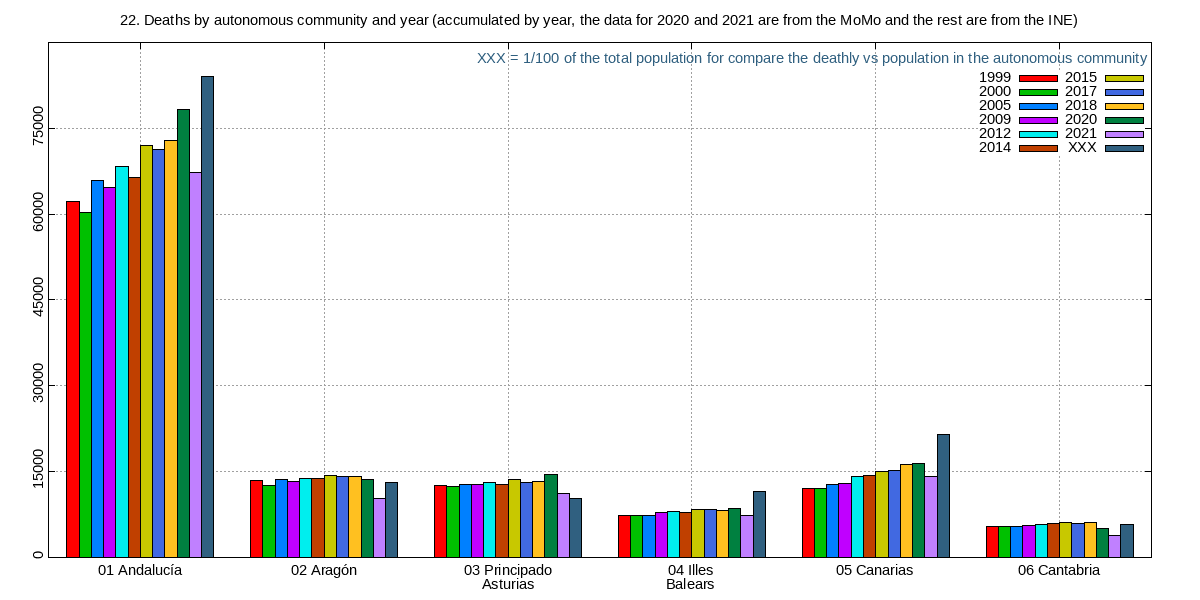 22. Deaths by autonomous community and year (accumulated by year, the data for 2020 and 2021 are from the MoMo and the rest are from the INE)
XXX = 1/100 of the total population for compare the deathly vs population in the autonomous community
1999 2015
2000 2017
2005 2018
2009 2020
2012 2021
2014 XXX
75000
60000
45000
30000
15000
0
01 Andalucía 02 Aragón 03 Principado 04 Illes 05 Canarias 06 Cantabria
Asturias Balears